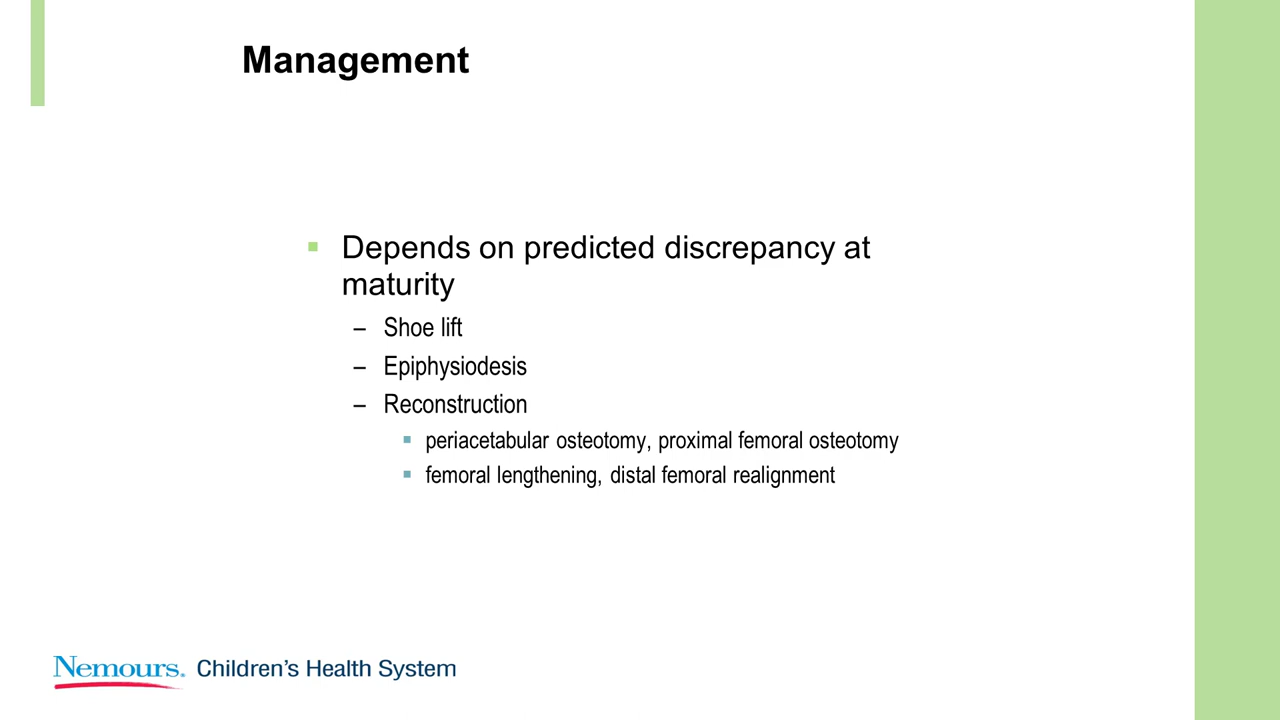 Management
▪ Depends on predicted discrepancy at
maturity
– Shoe lift
– Epiphysiodesis
– Reconstruction
▪ periacetabular osteotomy, proximal femoral osteotomy
▪ femoral lengthening, distal femoral realignment
Nemours. Children's Health System